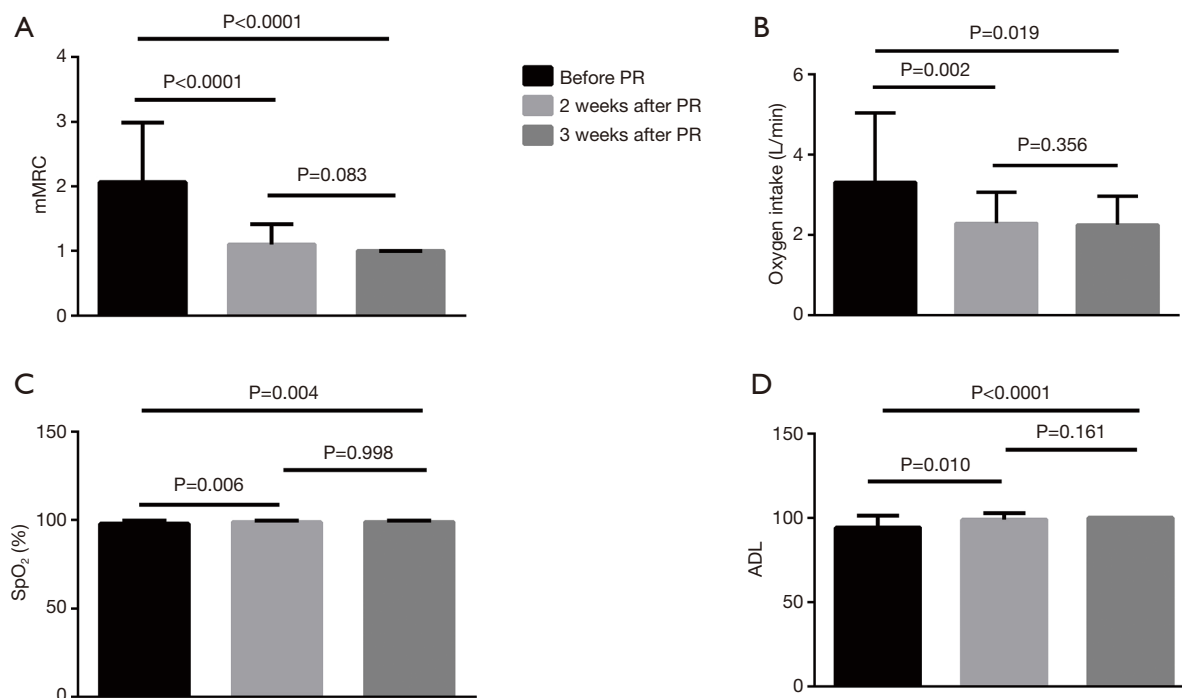 A
P<0.0001
P<0.0001
P=0.083
mMRC
4
3
2
1
0
Before PR
2 weeks after PR
3 weeks after PR
B
P=0.019
P=0.002
P=0.356
Oxygen intake (L/min)
6
4
2
0
C
P=0.004
P=0.998
P=0.006
SpO₂ (%)
150
100
50
0
D
P<0.0001
P=0.161
P=0.010
ADL
150
100
50
0